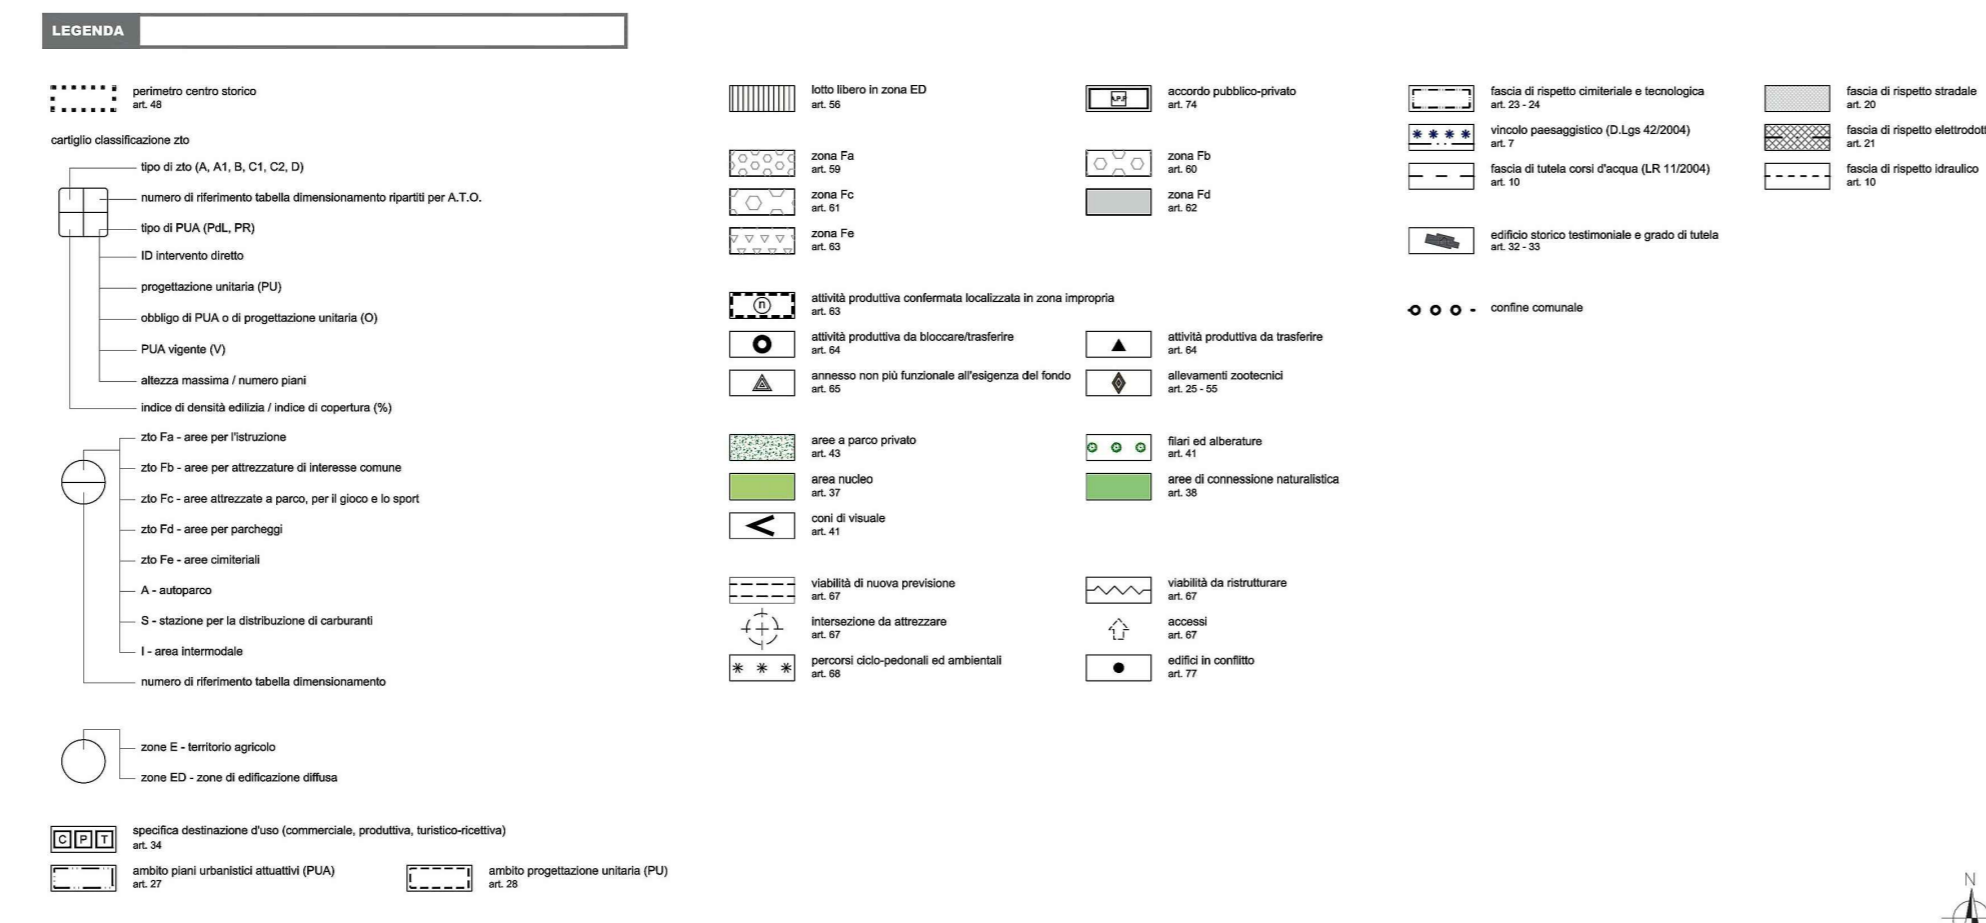 LEGENDA
perimetro centro storico
art. 48
cartiglio classificazione zto
tipo di zto (A, A1, B, C1, C2, D)
numero di riferimento tabella dimensionamento ripartiti per A.T.O.
tipo di PUA (PdL, PR)
ID intervento diretto
progettazione unitaria (PU)
obbligo di PUA o di progettazione unitaria (O)
PUA vigente (V)
altezza massima / numero piani
indice di densità edilizia / indice di copertura (%)
zto Fa - aree per l'istruzione
zto Fb - aree per attrezzature di interesse comune
zto Fc - aree attrezzate a parco, per il gioco e lo sport
zto Fd - aree per parcheggi
zto Fe - aree cimiteriali
A - autoparco
S - stazione per la distribuzione di carburanti
I - area intermodale
numero di riferimento tabella dimensionamento
zone E - territorio agricolo
zone ED - zone di edificazione diffusa
C P T
specifica destinazione d'uso (commerciale, produttiva, turistico-ricettiva)
art. 34
ambito piani urbanistici attuattivi (PUA)
art. 27
ambito progettazione unitaria (PU)
art. 28
lotto libero in zona ED
art. 56
A.P.P.
accordo pubblico-privato
art. 74
zona Fa
art. 59
zona Fb
art. 60
zona Fc
art. 61
zona Fd
art. 62
zona Fe
art. 63
n
attività produttiva confermata localizzata in zona impropria
art. 63
attività produttiva da bloccare/trasferire
art. 64
attività produttiva da trasferire
art. 64
annesso non più funzionale all'esigenza del fondo
art. 65
allevamenti zootecnici
art. 25 - 55
aree a parco privato
art. 43
filari ed alberature
art. 41
area nucleo
art. 37
aree di connessione naturalistica
art. 38
coni di visuale
art. 41
viabilità di nuova previsione
art. 67
viabilità da ristrutturare
art. 67
intersezione da attrezzare
art. 67
accessi
art. 67
percorsi ciclo-pedonali ed ambientali
art. 68
edifici in conflitto
art. 77
fascia di rispetto cimiteriale e tecnologica
art. 23 - 24
fascia di rispetto stradale
art. 20
vincolo paesaggistico (D.Lgs 42/2004)
art. 7
fascia di rispetto elettrodott
art. 21
fascia di tutela corsi d'acqua (LR 11/2004)
art. 10
fascia di rispetto idraulico
art. 10
edificio storico testimoniale e grado di tutela
art. 32 - 33
confine comunale
N